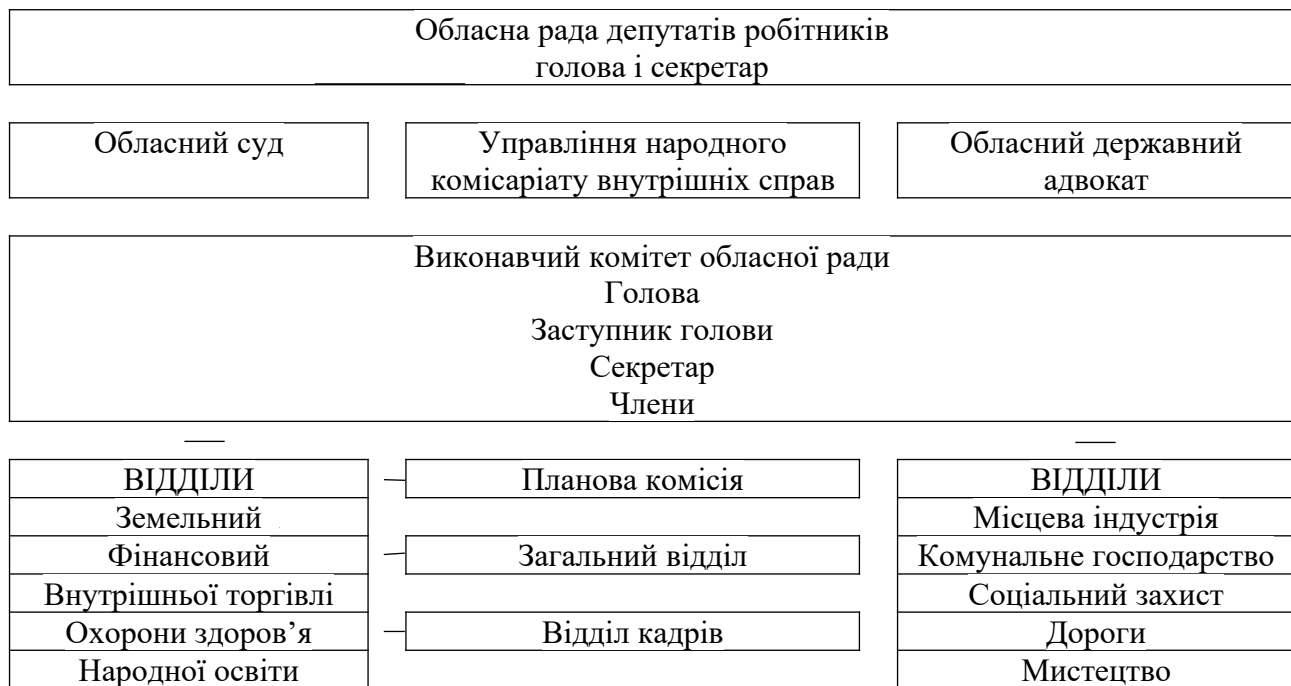 Обласна рада депутатів робітників
голова і секретар
Обласний суд
Управління народного
комісаріату внутрішніх справ
Обласний державний
адвокат
Виконавчий комітет обласної ради
Голова
Заступник голови
Секретар
Члени
ВІДДІЛИ
Земельний
Фінансовий
Внутрішньої торгівлі
Охорони здоров’я
Народної освіти
Планова комісія
Загальний відділ
Відділ кадрів
ВІДДІЛИ
Місцева індустрія
Комунальне господарство
Соціальний захист
Дороги
Мистецтво